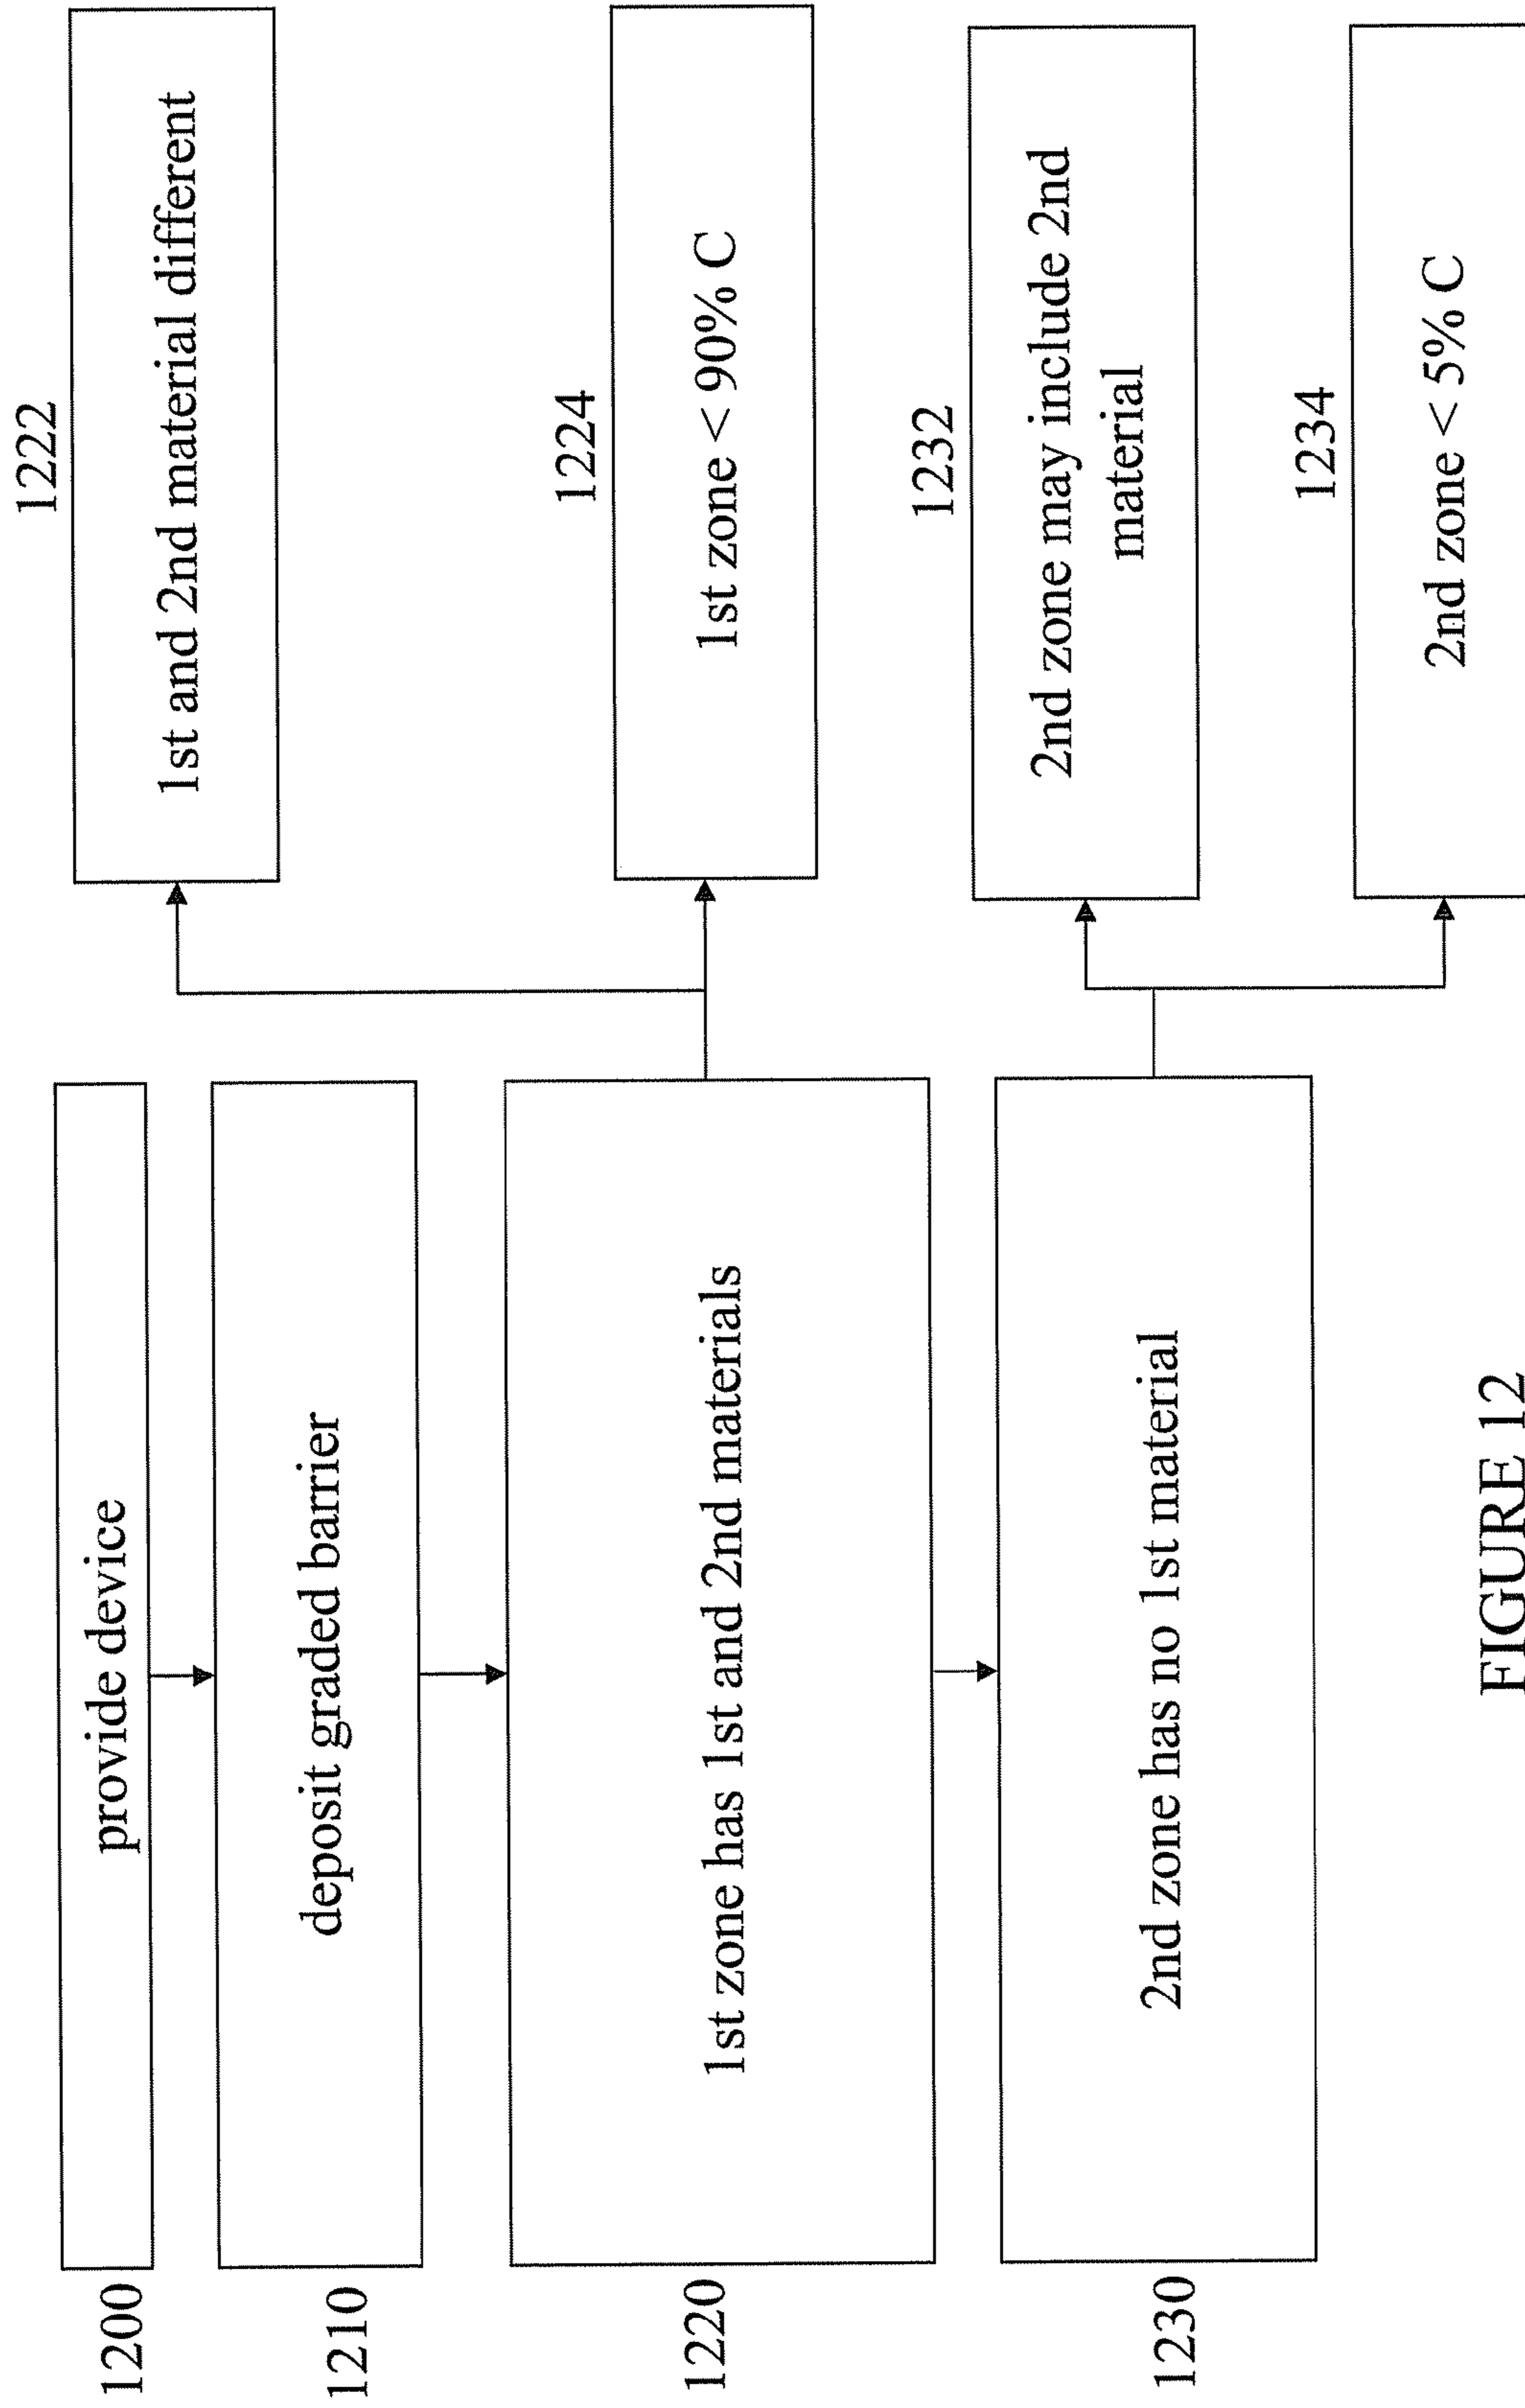 1200
provide device
1210
deposit graded barrier
1220
1st zone has 1st and 2nd materials
1222
1st and 2nd material different
1224
1st zone < 90% C
1230
2nd zone has no 1st material
1232
2nd zone may include 2nd
material
1234
2nd zone < 5% C
FIGURE 12